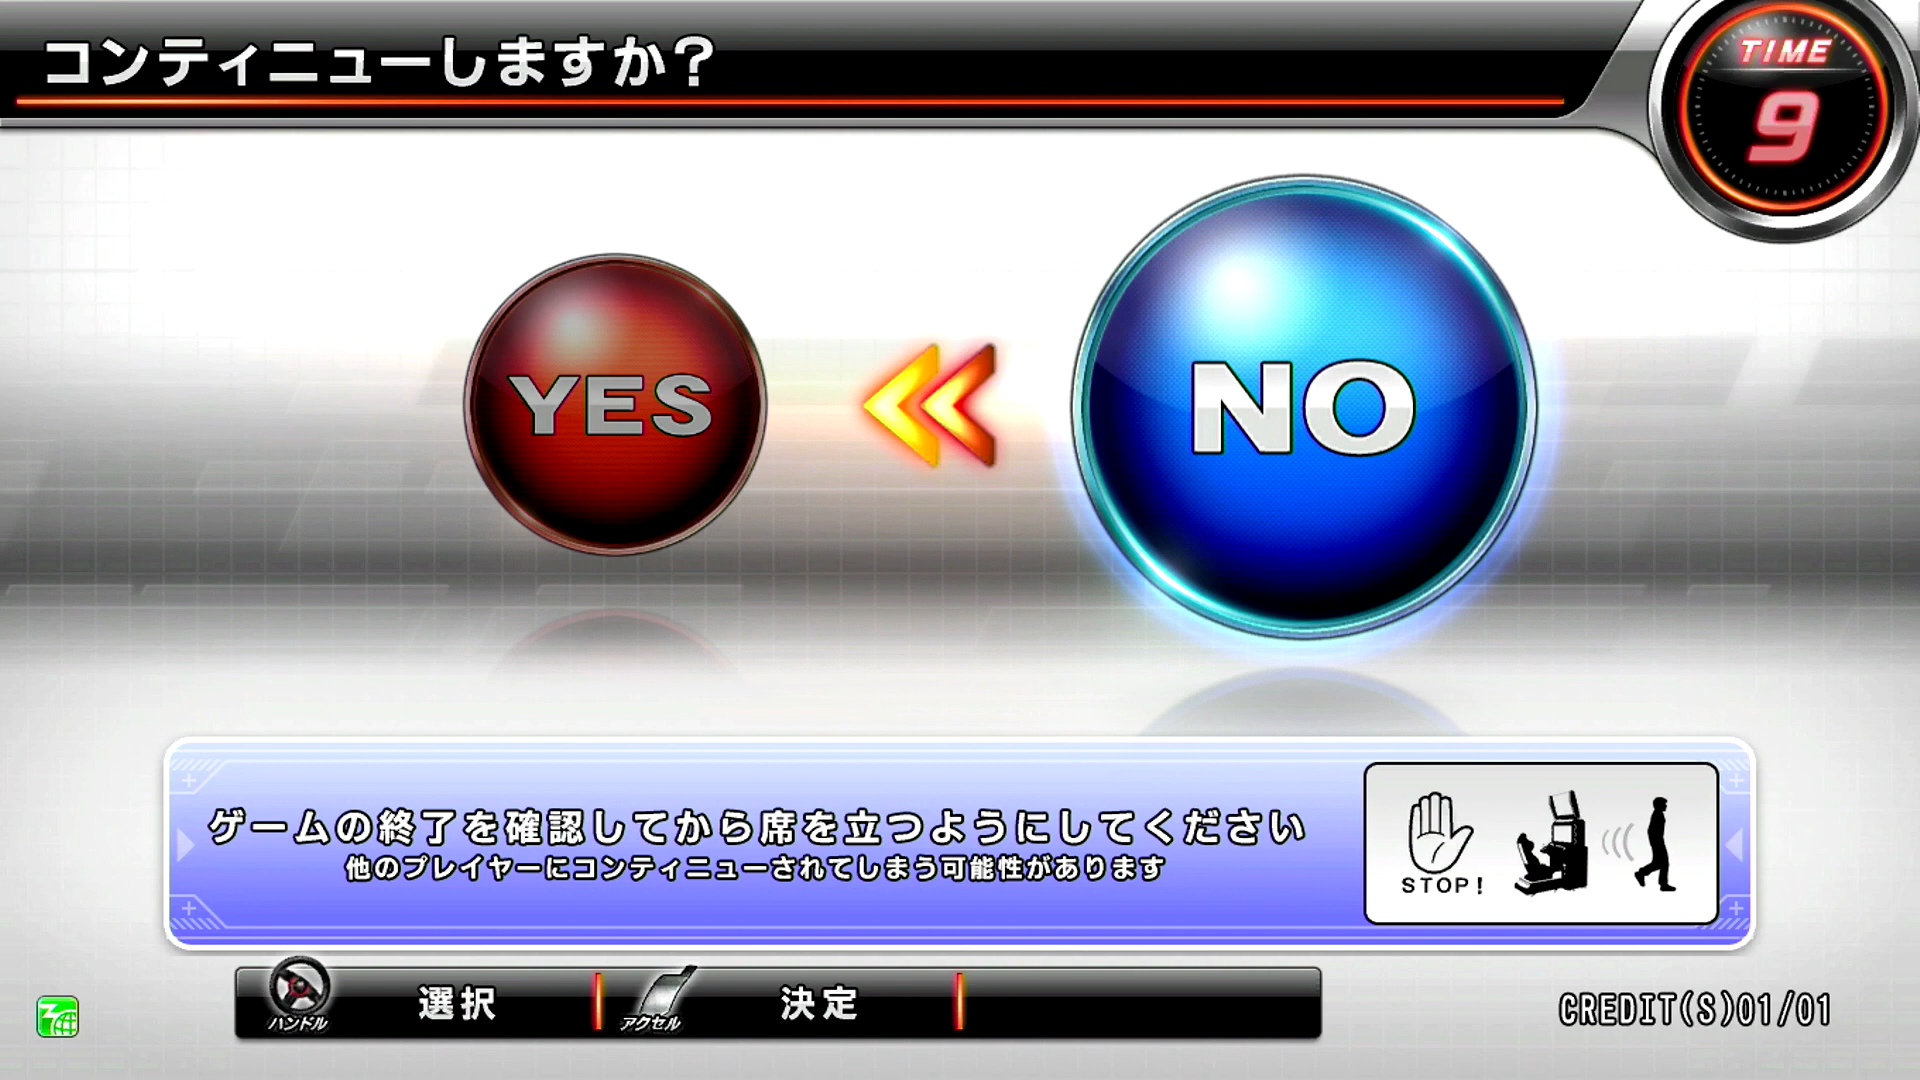 コンティニューしますか?
TIME
9
YES
NO
ゲームの終了を確認してから席を立つようにしてください
他のプレイヤーにコンティニューされてしまう可能性があります
STOP!
ハンドル 選択 アクセル 決定
CREDIT(S)01/01